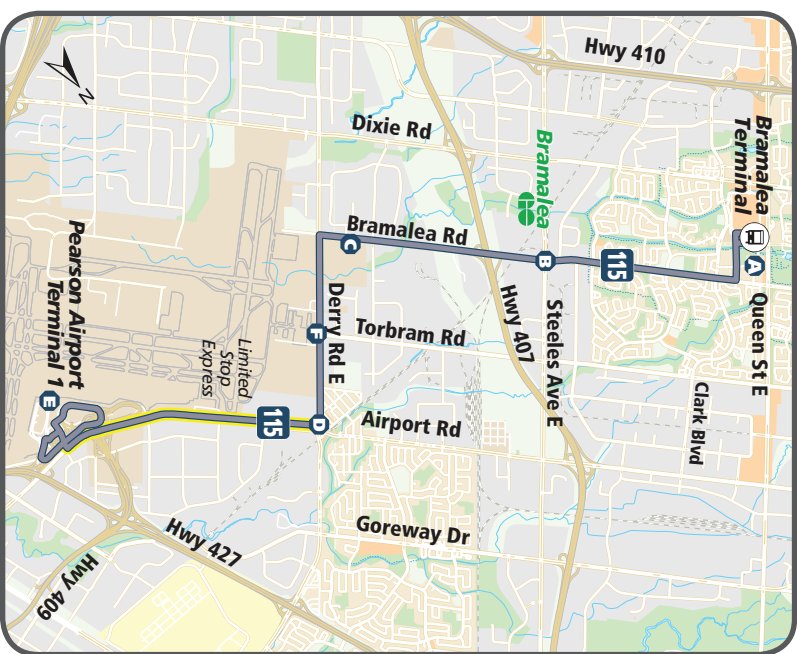 Hwy 410
Bramalea
Terminal
Dixie Rd
Bramalea
N
Bramalea Rd
C
B
115
A
Queen St E
Pearson Airport
Terminal 1
E
Limited
Stop
Express
Derry Rd E
F
Torbram Rd
Hwy 407
Steeles Ave E
Clark Blvd
115
D
Airport Rd
Goreway Dr
Hwy 427
Hwy 409